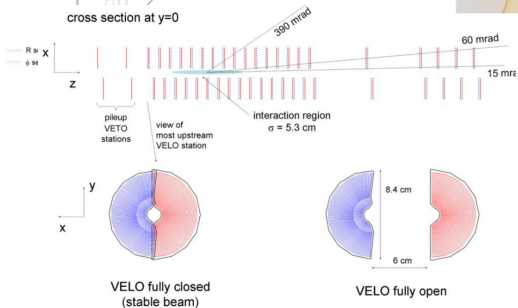 cross section at y=0
390 mrad
60 mrad
15 mrad
R
x
z
φ
pileup
VETO
stations
view of
most upstream
VELO station
interaction region
σ = 5.3 cm
y
x
8.4 cm
6 cm
VELO fully closed
(stable beam)
VELO fully open